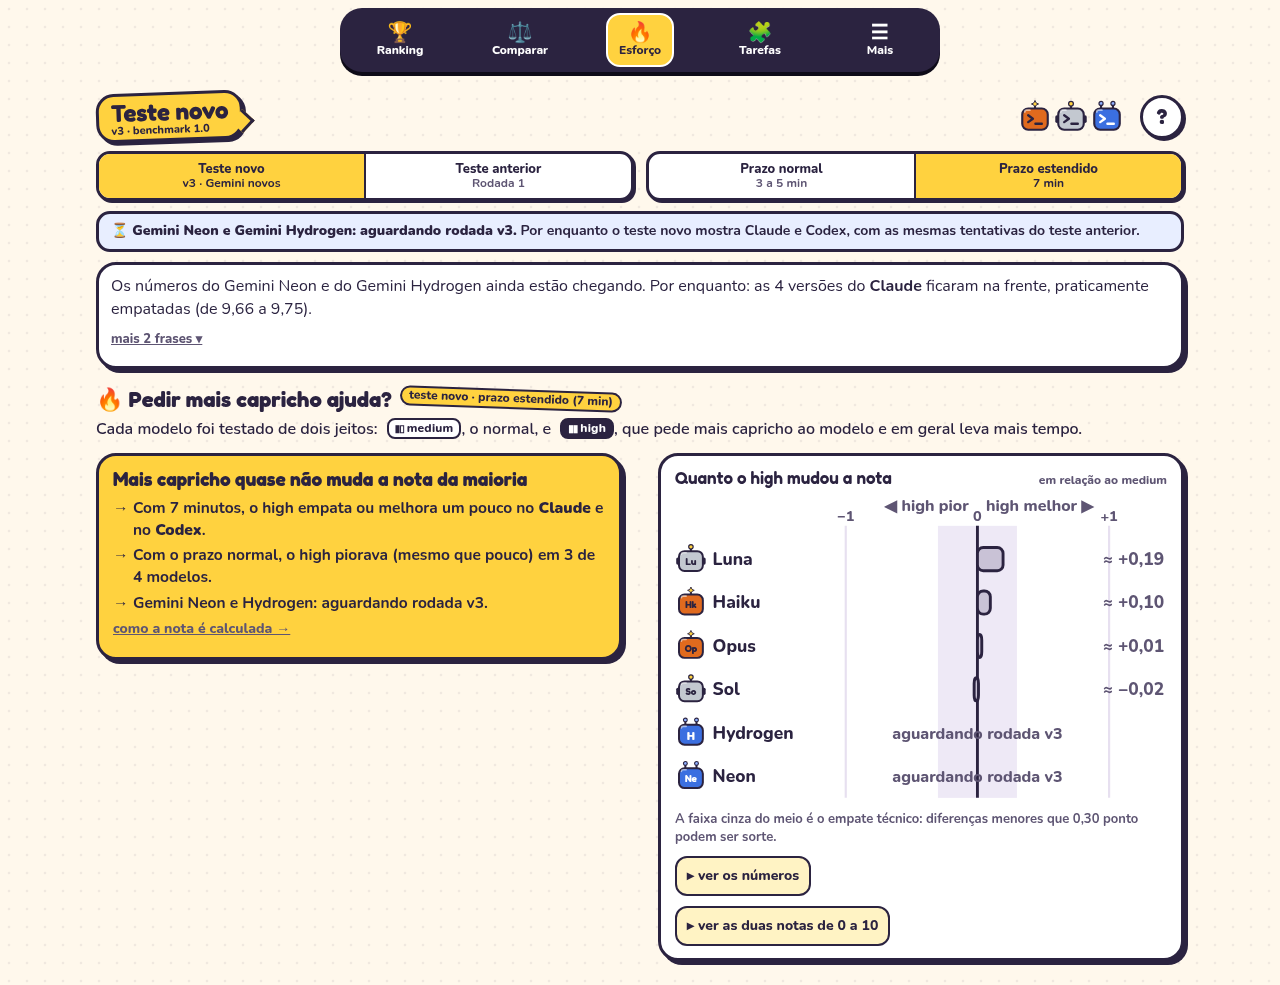 🏆 Ranking
⚖️ Comparar
🔥 Esforço
🧩 Tarefas
☰ Mais
Teste novo
v3 · benchmark 1.0
?
Teste novo
v3 · Gemini novos
Teste anterior
Rodada 1
Prazo normal
3 a 5 min
Prazo estendido
7 min
⏳ Gemini Neon e Gemini Hydrogen: aguardando rodada v3. Por enquanto o teste novo mostra Claude e Codex, com as mesmas tentativas do teste anterior.
Os números do Gemini Neon e do Gemini Hydrogen ainda estão chegando. Por enquanto: as 4 versões do Claude ficaram na frente, praticamente
empatadas (de 9,66 a 9,75).
mais 2 frases ▾
🔥 Pedir mais capricho ajuda? teste novo · prazo estendido (7 min)
Cada modelo foi testado de dois jeitos: medium, o normal, e high, que pede mais capricho ao modelo e em geral leva mais tempo.
Mais capricho quase não muda a nota da maioria
→ Com 7 minutos, o high empata ou melhora um pouco no Claude e
no Codex.
→ Com o prazo normal, o high piorava (mesmo que pouco) em 3 de
4 modelos.
→ Gemini Neon e Hydrogen: aguardando rodada v3.
como a nota é calculada →
Quanto o high mudou a nota
em relação ao medium
◀ high pior high melhor ▶
−1 0 +1
Lu Luna ≈ +0,19
Hk Haiku ≈ +0,10
Op Opus ≈ +0,01
So Sol ≈ −0,02
H Hydrogen aguardando rodada v3
Ne Neon aguardando rodada v3
A faixa cinza do meio é o empate técnico: diferenças menores que 0,30 ponto
podem ser sorte.
▸ ver os números
▸ ver as duas notas de 0 a 10